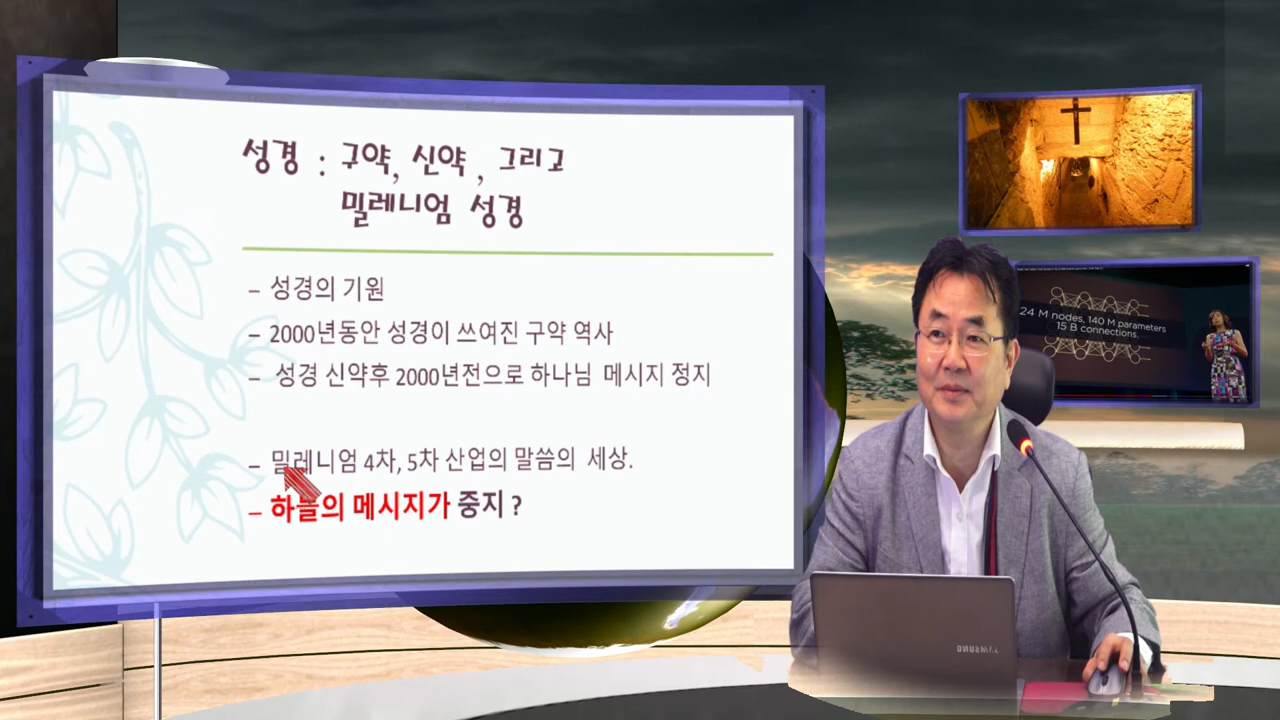 성경 : 구약, 신약 , 그리고
밀레니엄 성경
– 성경의 기원
– 2000년동안 성경이 쓰여진 구약 역사
– 성경 신약후 2000년전으로 하나님 메시지 정지
– 밀레니엄 4차, 5차 산업의 말씀의 세상.
– 하늘의 메시지가 중지 ?
24 M nodes, 140 M parameters
15 B connections.
SAMSUNG